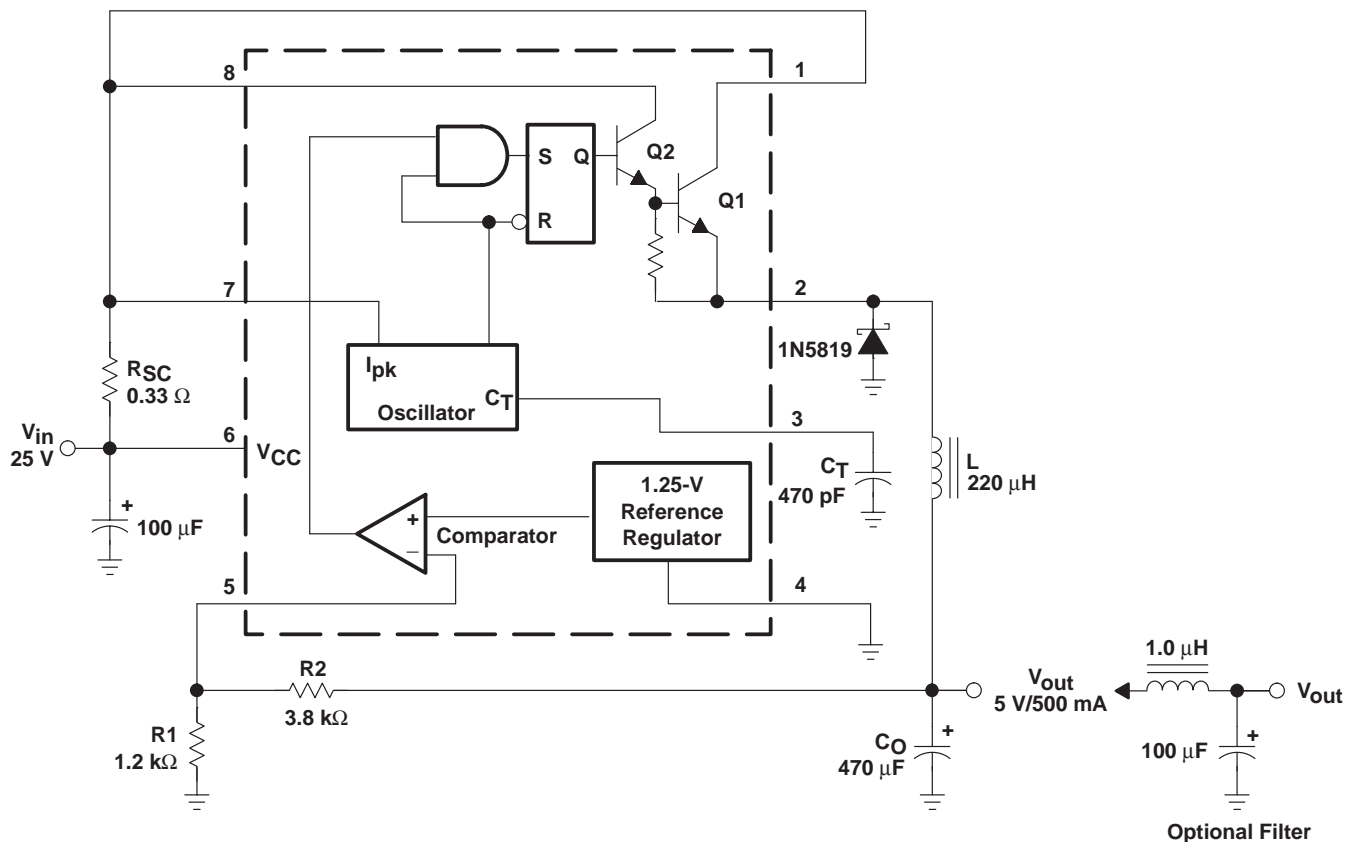 8
1
S
Q
Q2
R
Q1
7
2
RSC
0.33 Ω
Ipk
CT
Oscillator
1N5819
3
Vin
25 V
6
VCC
CT
470 pF
L
220 μH
1.25-V
Reference
Regulator
+
100 μF
+
–
Comparator
5
4
R2
3.8 kΩ
R1
1.2 kΩ
Vout
5 V/500 mA
1.0 μH
Vout
CO
470 μF
+
100 μF
+
Optional Filter